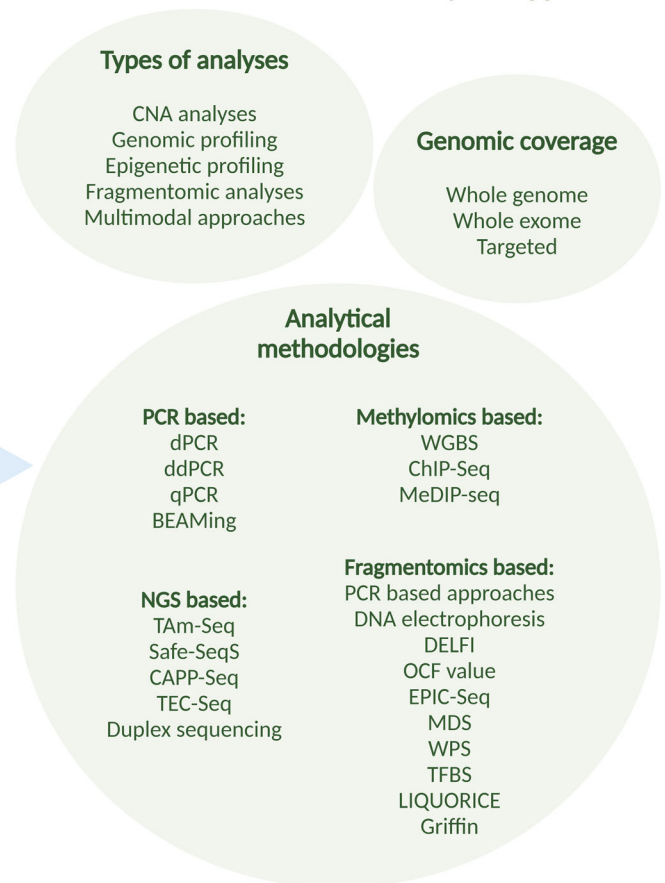 Types of analyses
CNA analyses
Genomic profiling
Epigenetic profiling
Fragmentomic analyses
Multimodal approaches
Genomic coverage
Whole genome
Whole exome
Targeted
Analytical
methodologies
PCR based:
dPCR
ddPCR
qPCR
BEAMing
NGS based:
TAm-Seq
Safe-SeqS
CAPP-Seq
TEC-Seq
Duplex sequencing
Methylomics based:
WGBS
ChIP-Seq
MeDIP-seq
Fragmentomics based:
PCR based approaches
DNA electrophoresis
DELFI
OCF value
EPIC-Seq
MDS
WPS
TFBS
LIQUORICE
Griffin